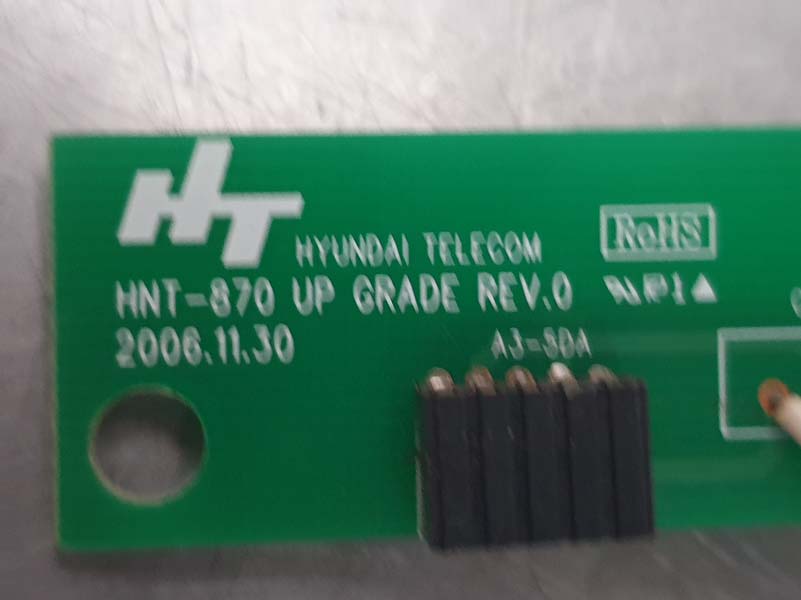 HT
HYUNDAI TELECOM
RoHS
HNT-870 UP GRADE REV.0
2006.11.30